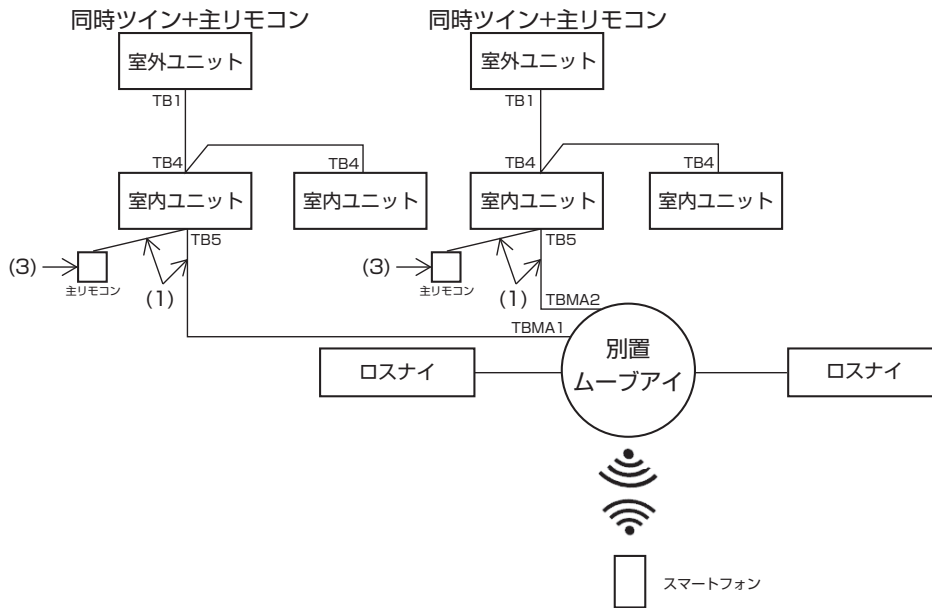 同時ツイン+主リモコン
同時ツイン+主リモコン
室外ユニット
室外ユニット
TB1
TB1
TB4
TB4
TB4
TB4
室内ユニット
室内ユニット
室内ユニット
室内ユニット
TB5
TB5
(3)
(3)
主リモコン
主リモコン
(1)
(1)
TBMA2
TBMA1
別置
ムーブアイ
ロスナイ
ロスナイ
スマートフォン